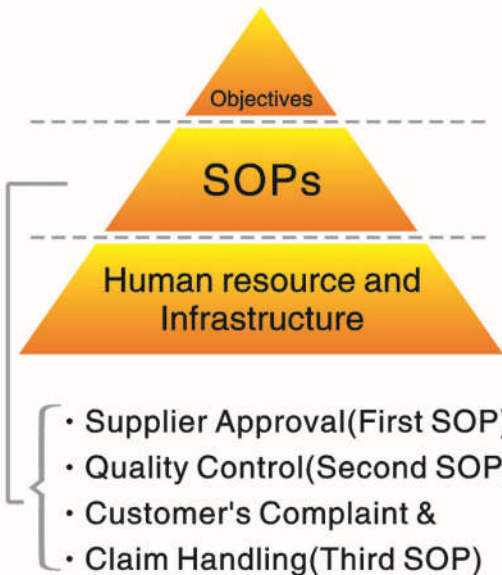 Objectives
SOPs
Human resource and
Infrastructure
· Supplier Approval(First SOP)
· Quality Control(Second SOP
· Customer's Complaint &
· Claim Handling(Third SOP)